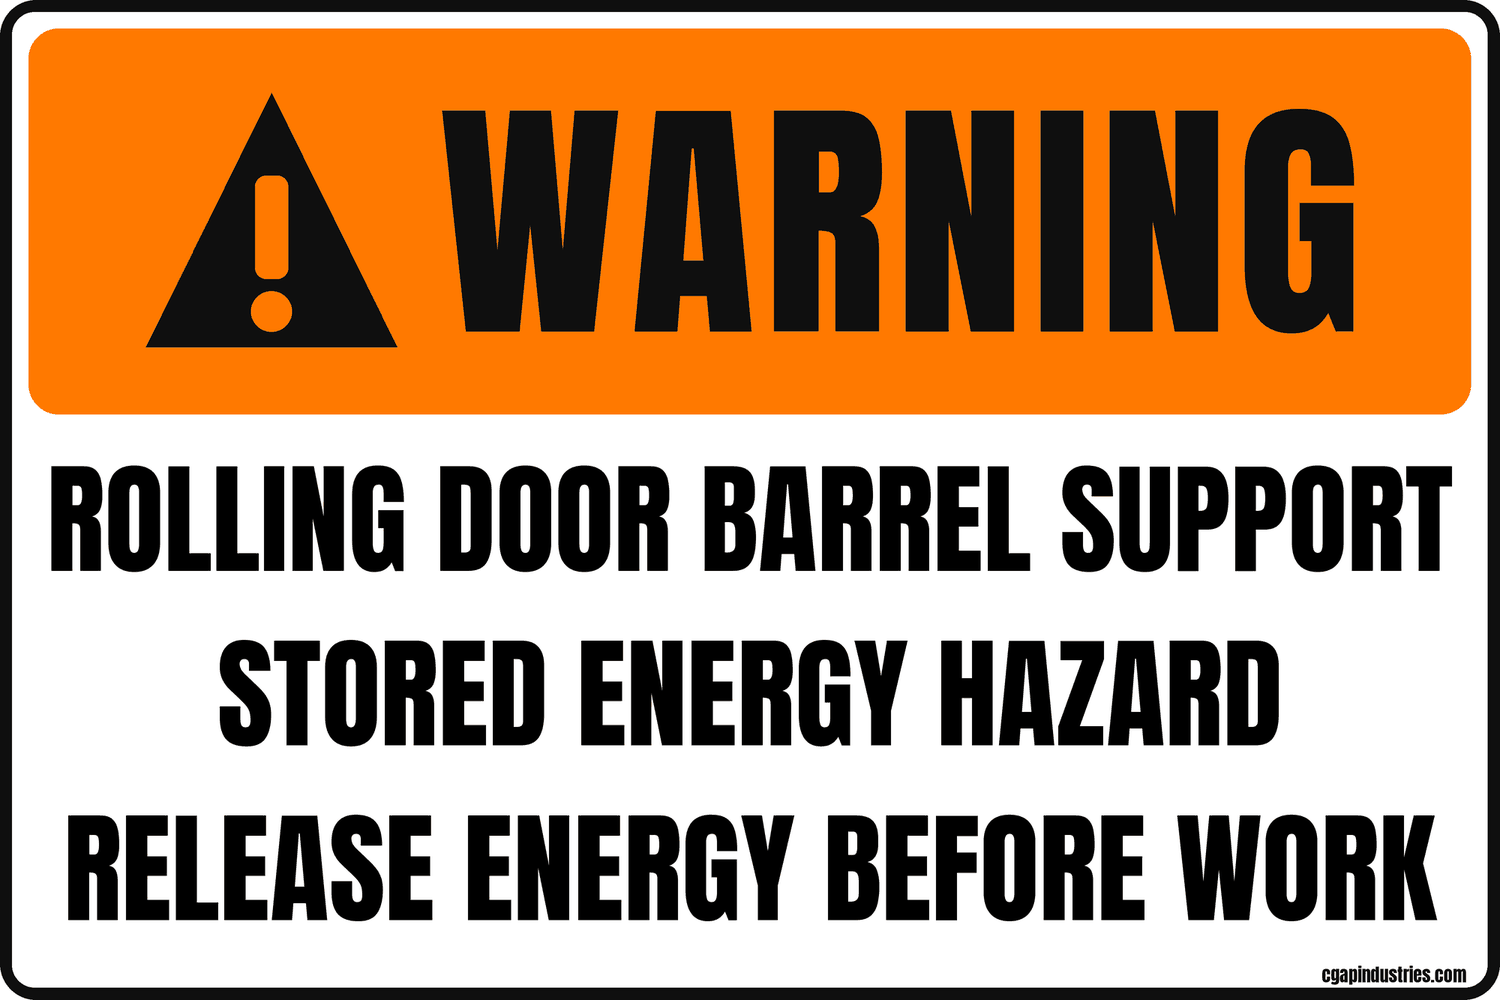 WARNING
ROLLING DOOR BARREL SUPPORT
STORED ENERGY HAZARD
RELEASE ENERGY BEFORE WORK
cgapindustries.com